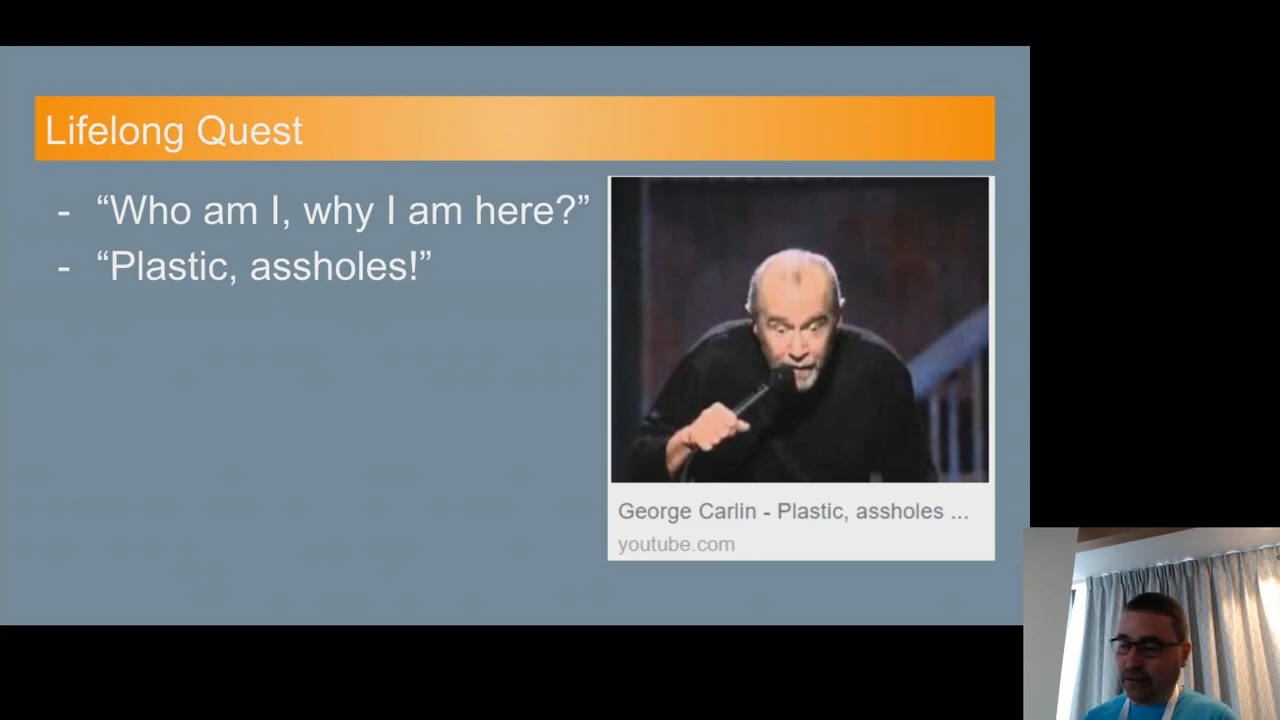 Lifelong Quest
- “Who am I, why I am here?”
- “Plastic, assholes!”
George Carlin - Plastic, assholes ...
youtube.com